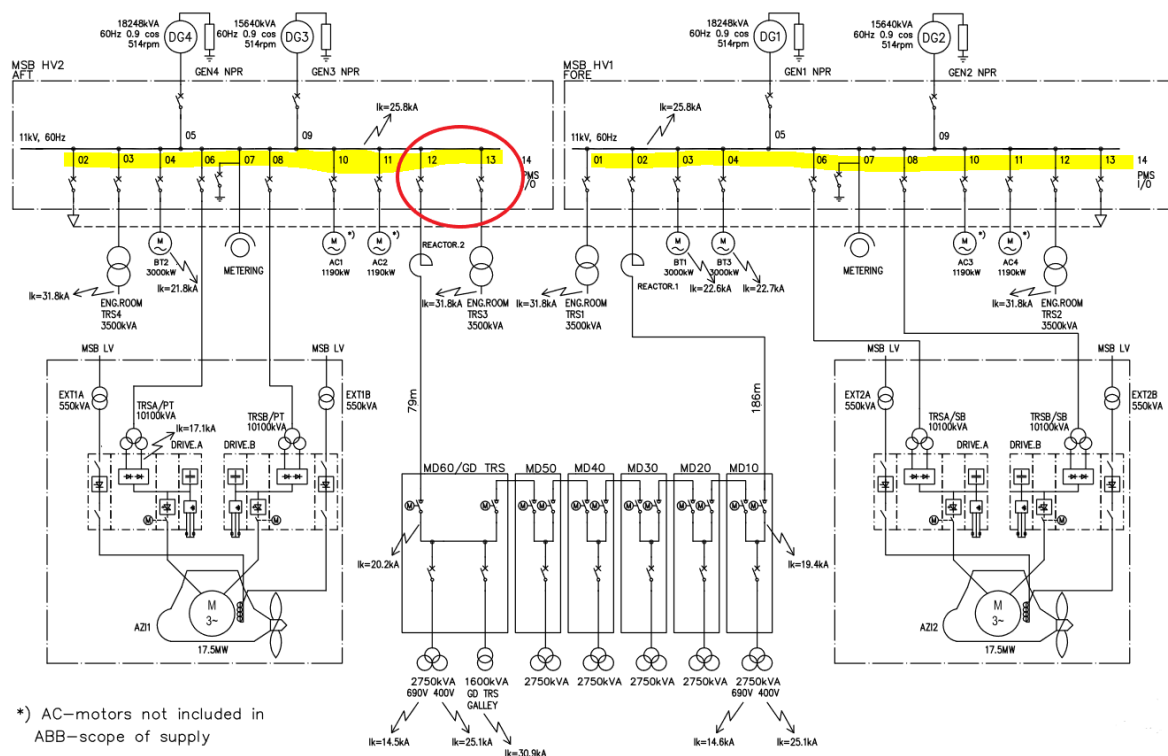 18248kVA
60Hz 0.9 cos
514rpm
DG4
15640kVA
60Hz 0.9 cos
514rpm
DG3
18248kVA
60Hz 0.9 cos
514rpm
DG1
15640kVA
60Hz 0.9 cos
514rpm
DG2
MSB HV2
AFT
GEN4 NPR
GEN3 NPR
MSB HV1
FORE
GEN1 NPR
GEN2 NPR
Ik=25.8kA
Ik=25.8kA
11kV, 60Hz
05
09
11kV, 60Hz
05
09
02
03
04
06
07
08
10
11
12
13
14
PMS
I/O
01
02
03
04
06
07
08
10
11
12
13
14
PMS
I/O
M
BT2
3000kW
Ik=21.8kA
METERING
M
*)
AC1
1190kW
M
*)
AC2
1190kW
REACTOR.2
Ik=31.8kA
ENG.ROOM
TRS4
3500kVA
Ik=31.8kA
ENG.ROOM
TRS3
3500kVA
Ik=31.8kA
ENG.ROOM
TRS1
3500kVA
REACTOR.1
M
BT1
3000kW
Ik=22.6kA
M
BT3
3000kW
Ik=22.7kA
METERING
M
*)
AC3
1190kW
M
*)
AC4
1190kW
Ik=31.8kA
ENG.ROOM
TRS2
3500kVA
MSB LV
MSB LV
EXT1A
550kVA
TRSA/PT
10100kVA
Ik=17.1kA
TRSB/PT
10100kVA
EXT1B
550kVA
DRIVE.A
DRIVE.B
M
M
M
3~
AZI1
17.5MW
79m
186m
MD60/GD TRS
MD50
MD40
MD30
MD20
MD10
M
M
M
M
M
M
M
M
M
M
M
M
Ik=20.2kA
Ik=19.4kA
2750kVA
690V 400V
1600kVA
GD TRS
GALLEY
2750kVA
2750kVA
2750kVA
2750kVA
2750kVA
690V 400V
Ik=14.5kA
Ik=25.1kA
Ik=30.9kA
Ik=14.6kA
Ik=25.1kA
MSB LV
MSB LV
EXT2A
550kVA
TRSA/SB
10100kVA
TRSB/SB
10100kVA
EXT2B
550kVA
DRIVE.A
DRIVE.B
M
M
M
3~
AZI2
17.5MW
*) AC-motors not included in
ABB-scope of supply